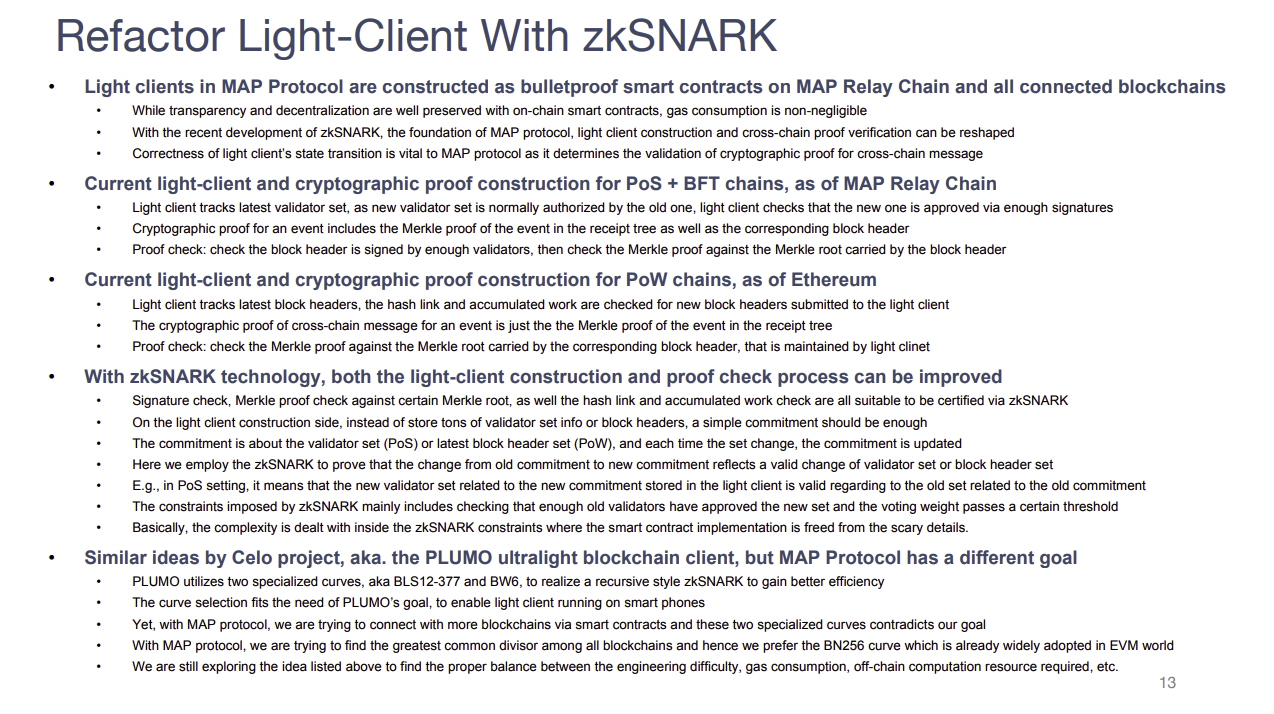 Refactor Light-Client With zkSNARK
• Light clients in MAP Protocol are constructed as bulletproof smart contracts on MAP Relay Chain and all connected blockchains
• While transparency and decentralization are well preserved with on-chain smart contracts, gas consumption is non-negligible
• With the recent development of zkSNARK, the foundation of MAP protocol, light client construction and cross-chain proof verification can be reshaped
• Correctness of light client's state transition is vital to MAP protocol as it determines the validation of cryptographic proof for cross-chain message
• Current light-client and cryptographic proof construction for PoS + BFT chains, as of MAP Relay Chain
• Light client tracks latest validator set, as new validator set is normally authorized by the old one, light client checks that the new one is approved via enough signatures
• Cryptographic proof for an event includes the Merkle proof of the event in the receipt tree as well as the corresponding block header
• Proof check: check the block header is signed by enough validators, then check the Merkle proof against the Merkle root carried by the block header
• Current light-client and cryptographic proof construction for PoW chains, as of Ethereum
• Light client tracks latest block headers, the hash link and accumulated work are checked for new block headers submitted to the light client
• The cryptographic proof of cross-chain message for an event is just the the Merkle proof of the event in the receipt tree
• Proof check: check the Merkle proof against the Merkle root carried by the corresponding block header, that is maintained by light clinet
• With zkSNARK technology, both the light-client construction and proof check process can be improved
• Signature check, Merkle proof check against certain Merkle root, as well the hash link and accumulated work check are all suitable to be certified via zkSNARK
• On the light client construction side, instead of store tons of validator set info or block headers, a simple commitment should be enough
• The commitment is about the validator set (PoS) or latest block header set (PoW), and each time the set change, the commitment is updated
• Here we employ the zkSNARK to prove that the change from old commitment to new commitment reflects a valid change of validator set or block header set
• E.g., in PoS setting, it means that the new validator set related to the new commitment stored in the light client is valid regarding to the old set related to the old commitment
• The constraints imposed by zkSNARK mainly includes checking that enough old validators have approved the new set and the voting weight passes a certain threshold
• Basically, the complexity is dealt with inside the zkSNARK constraints where the smart contract implementation is freed from the scary details.
• Similar ideas by Celo project, aka. the PLUMO ultralight blockchain client, but MAP Protocol has a different goal
• PLUMO utilizes two specialized curves, aka BLS12-377 and BW6, to realize a recursive style zkSNARK to gain better efficiency
• The curve selection fits the need of PLUMO's goal, to enable light client running on smart phones
• Yet, with MAP protocol, we are trying to connect with more blockchains via smart contracts and these two specialized curves contradicts our goal
• With MAP protocol, we are trying to find the greatest common divisor among all blockchains and hence we prefer the BN256 curve which is already widely adopted in EVM world
• We are still exploring the idea listed above to find the proper balance between the engineering difficulty, gas consumption, off-chain computation resource required, etc.
13